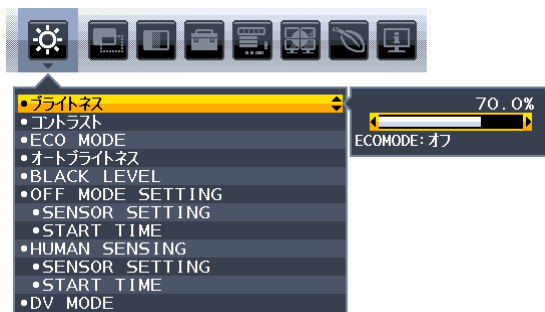 •ブライトネス
•コントラスト
•ECO MODE
•オートブライトネス
•BLACK LEVEL
•OFF MODE SETTING
•SENSOR SETTING
•START TIME
•HUMAN SENSING
•SENSOR SETTING
•START TIME
•DV MODE
70.0%
ECOMODE:オフ